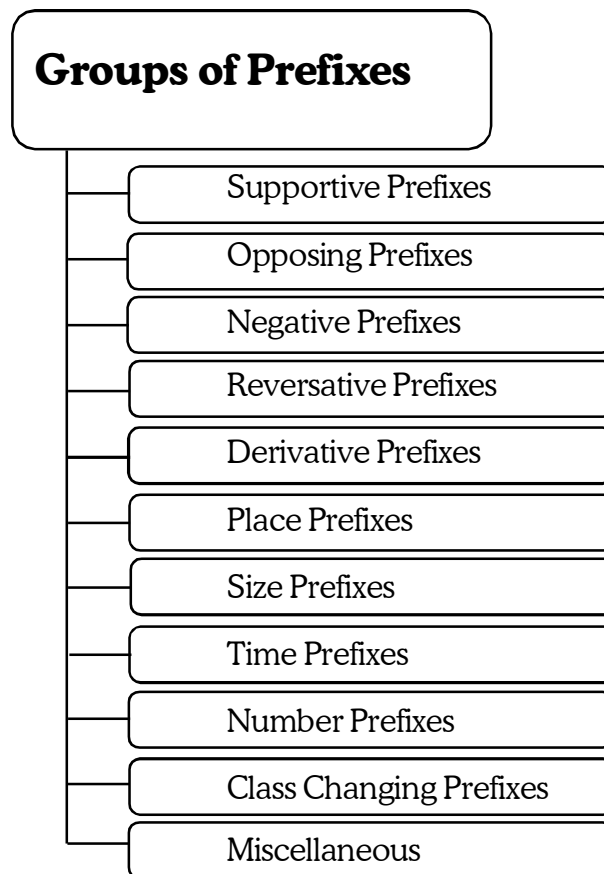 Groups of Prefixes
Supportive Prefixes
Opposing Prefixes
Negative Prefixes
Reversative Prefixes
Derivative Prefixes
Place Prefixes
Size Prefixes
Time Prefixes
Number Prefixes
Class Changing Prefixes
Miscellaneous